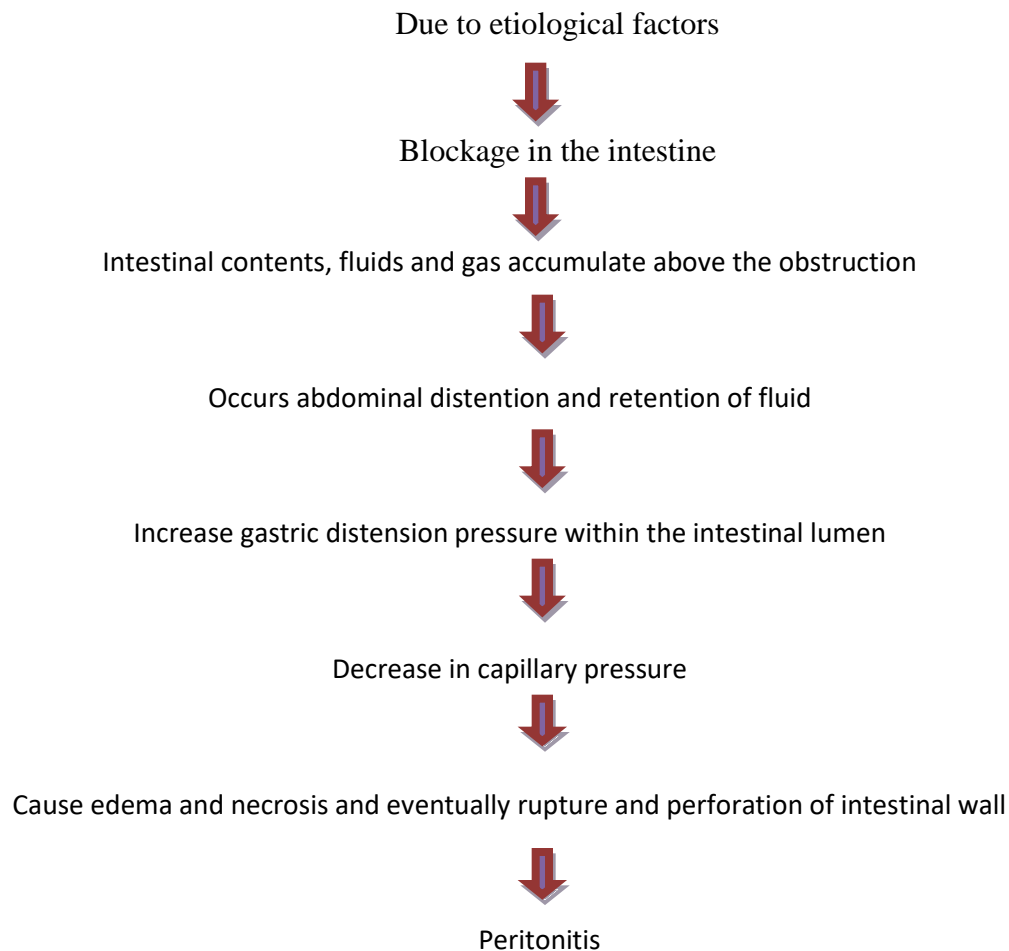 Due to etiological factors
Blockage in the intestine
Intestinal contents, fluids and gas accumulate above the obstruction
Occurs abdominal distention and retention of fluid
Increase gastric distension pressure within the intestinal lumen
Decrease in capillary pressure
Cause edema and necrosis and eventually rupture and perforation of intestinal wall
Peritonitis